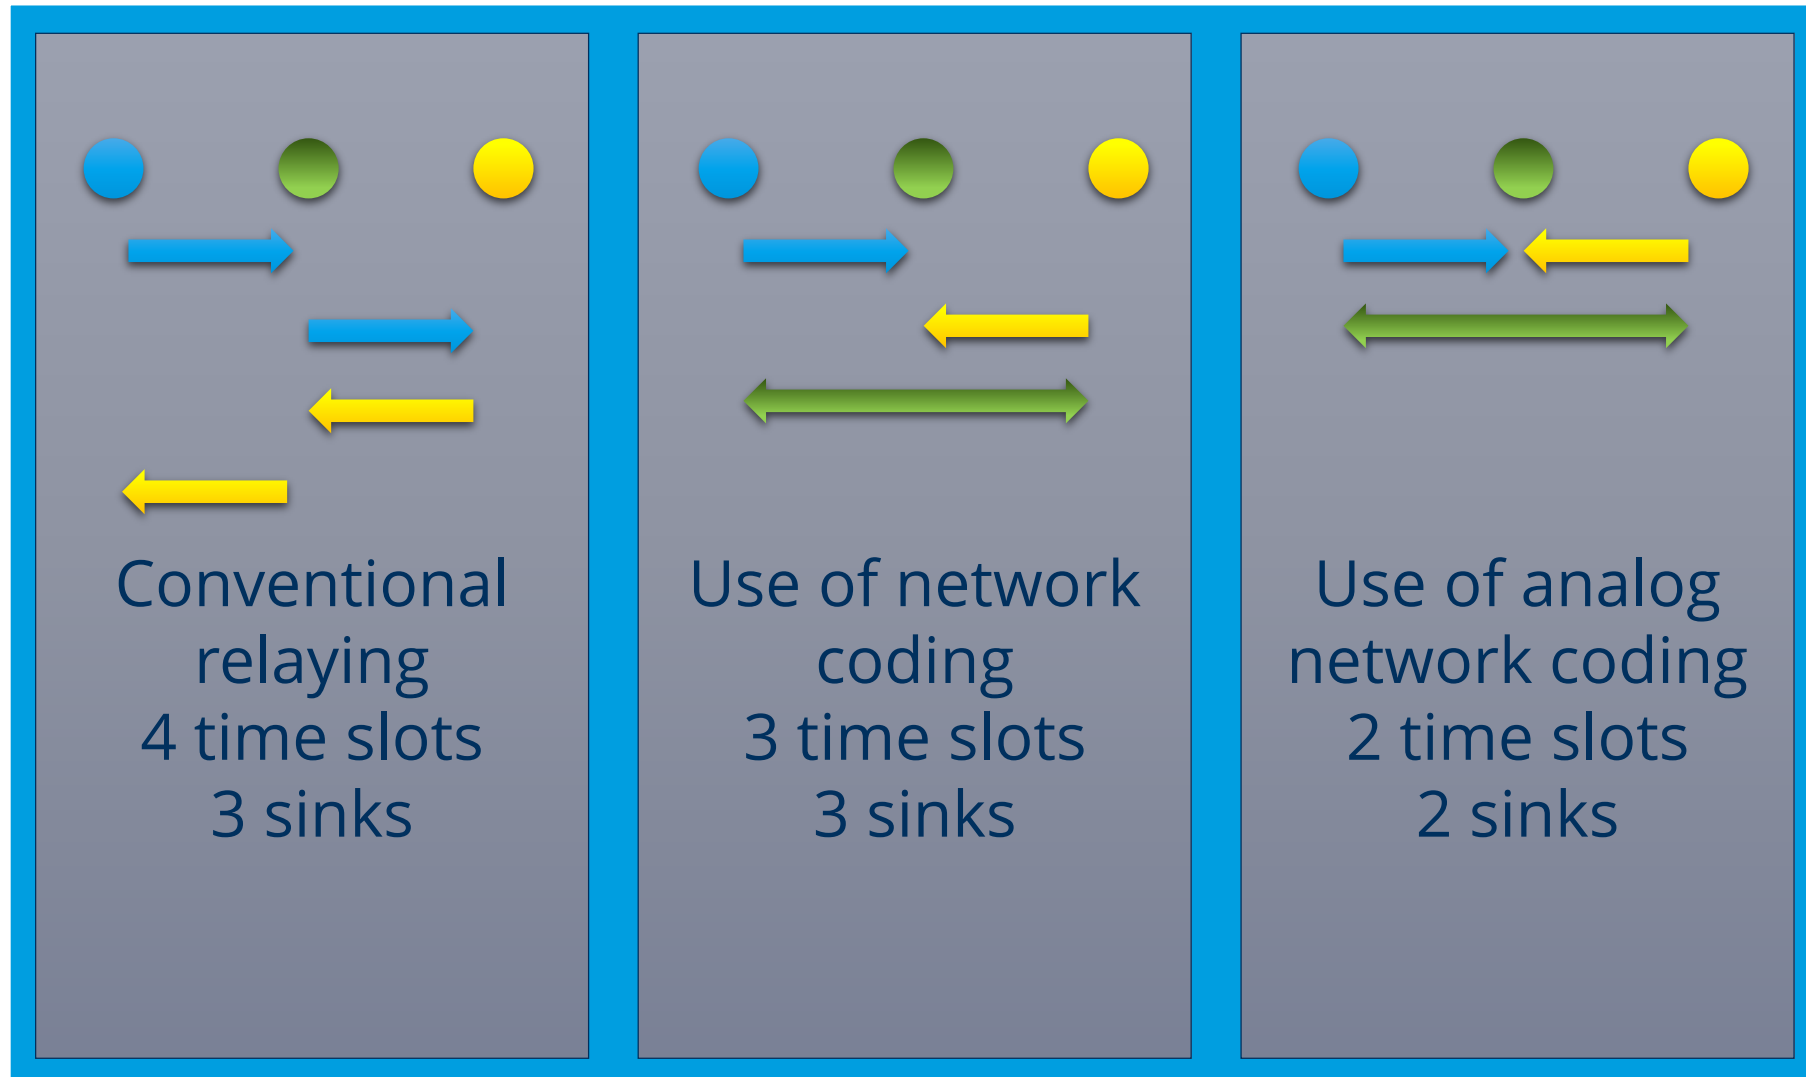 Conventional
relaying
4 time slots
3 sinks
Use of network
coding
3 time slots
3 sinks
Use of analog
network coding
2 time slots
2 sinks